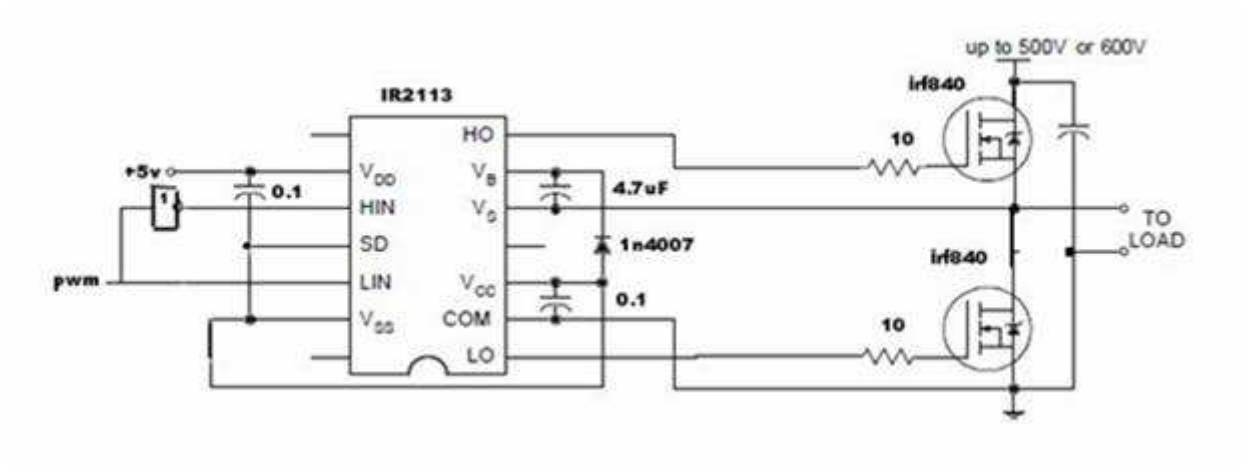 up to 500V or 600V
IR2113
irf840
HO
10
+5v
VDD
0.1
VB
4.7uF
1
HIN
VS
TO
LOAD
SD
1n4007
irf840
pwm
LIN
VCC
0.1
VSS
COM
10
LO